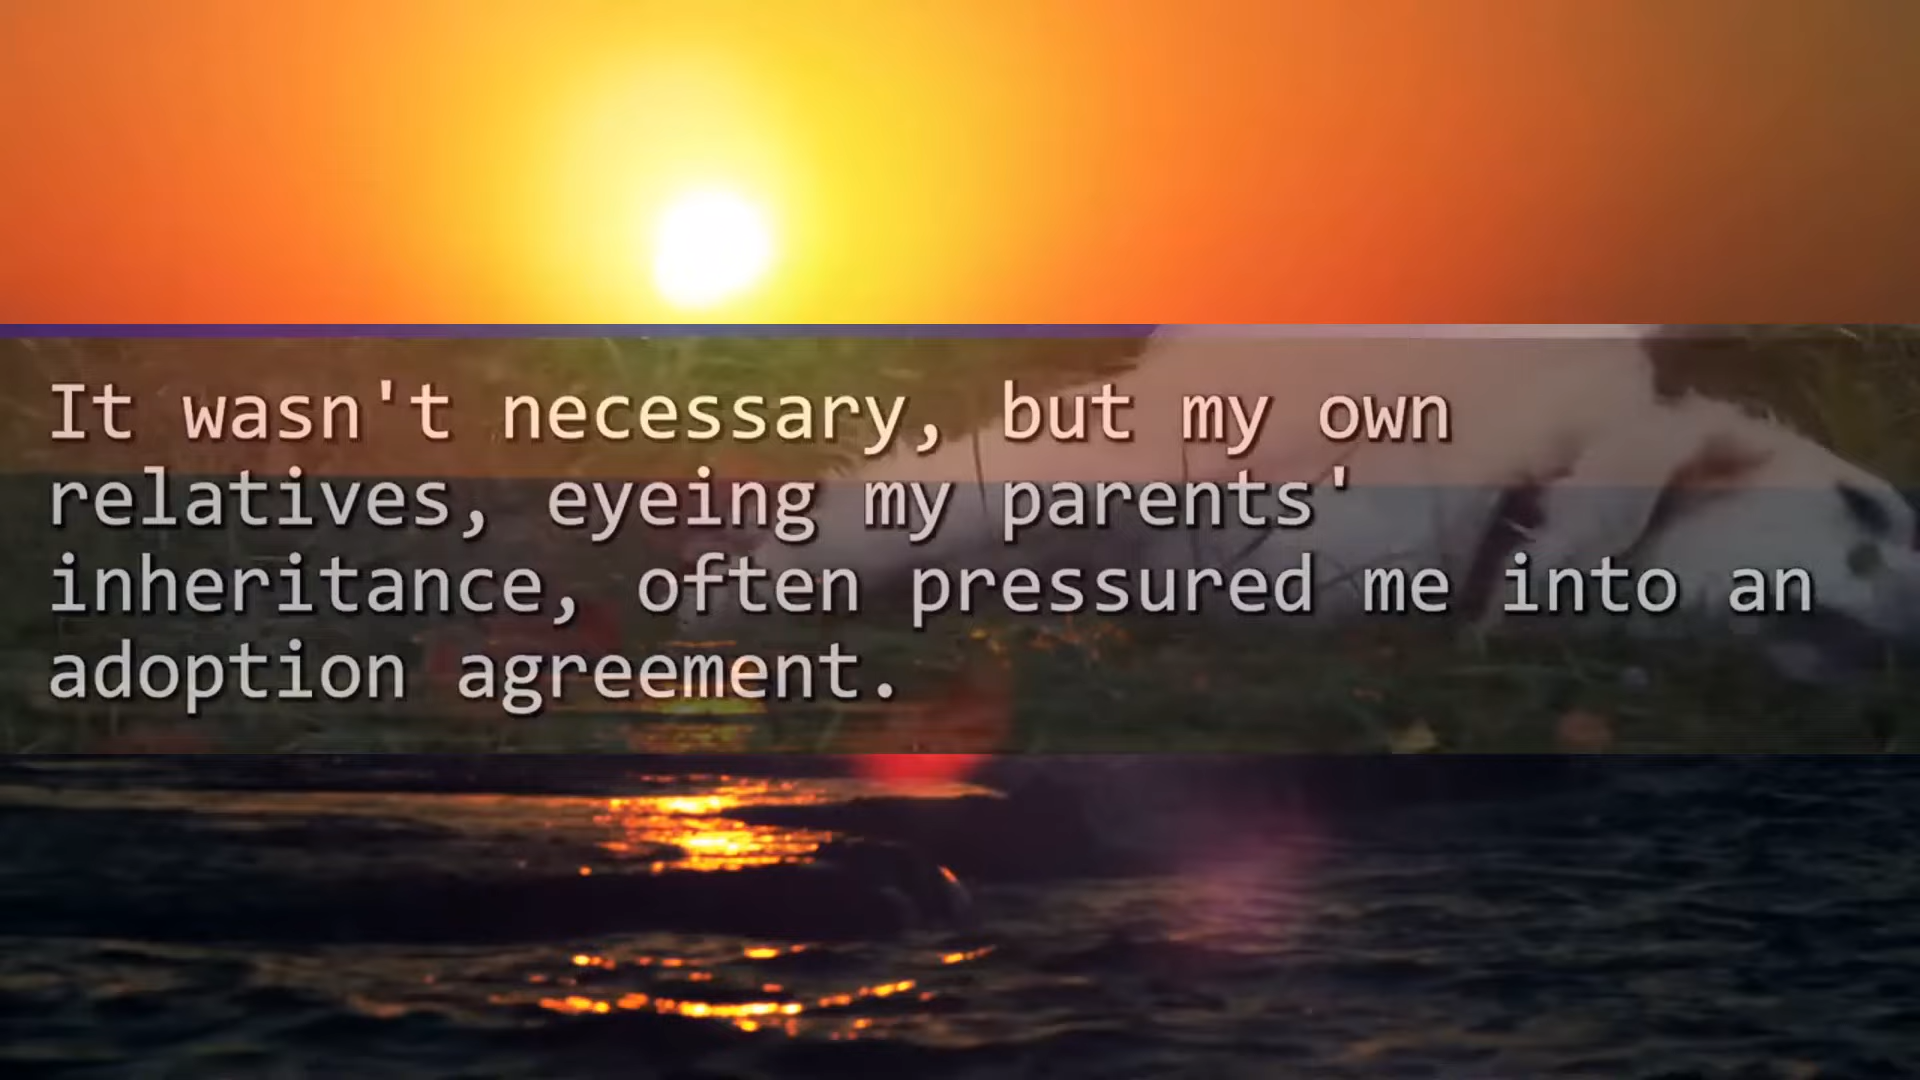 It wasn't necessary, but my own
relatives, eyeing my parents'
inheritance, often pressured me into an
adoption agreement.